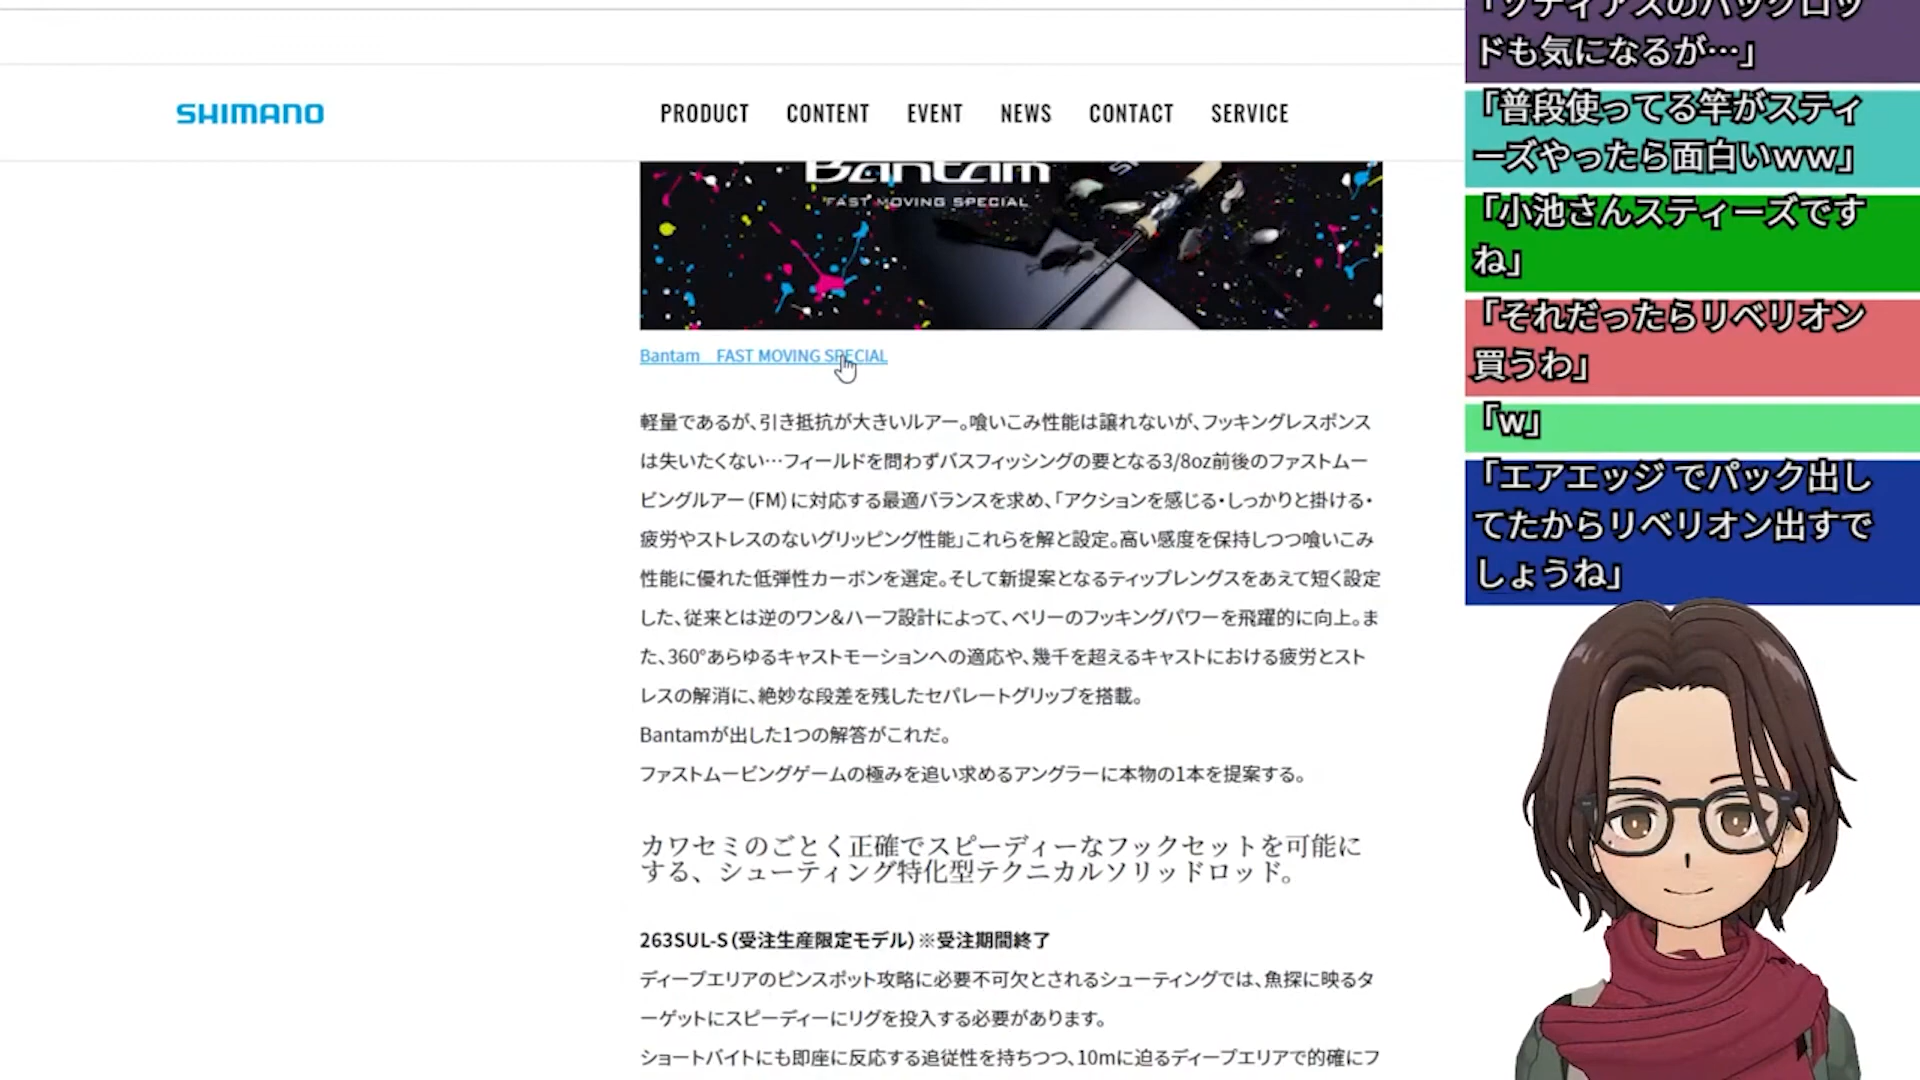 SHIMANO
PRODUCT CONTENT EVENT NEWS CONTACT SERVICE
Bantam
FAST MOVING SPECIAL
Bantam　FAST MOVING SPECIAL
軽量であるが、引き抵抗が大きいルアー。喰いこみ性能は譲れないが、フッキングレスポンス
は失いたくない…フィールドを問わずバスフィッシングの要となる3/8oz前後のファストムー
ビングルアー（FM）に対応する最適バランスを求め、「アクションを感じる・しっかりと掛ける・
疲労やストレスのないグリッピング性能」これらを解と設定。高い感度を保持しつつ喰いこみ
性能に優れた低弾性カーボンを選定。そして新提案となるティップレングスをあえて短く設定
した、従来とは逆のワン＆ハーフ設計によって、ベリーのフッキングパワーを飛躍的に向上。ま
た、360°あらゆるキャストモーションへの適応や、幾千を超えるキャストにおける疲労とスト
レスの解消に、絶妙な段差を残したセパレートグリップを搭載。
Bantamが出した1つの解答がこれだ。
ファストムービングゲームの極みを追い求めるアングラーに本物の1本を提案する。
カワセミのごとく正確でスピーディーなフックセットを可能に
する、シューティング特化型テクニカルソリッドロッド。
263SUL-S（受注生産限定モデル）※受注期間終了
ディープエリアのピンスポット攻略に必要不可欠とされるシューティングでは、魚探に映るタ
ーゲットにスピーディーにリグを投入する必要があります。
ショートバイトにも即座に反応する追従性を持ちつつ、10mに迫るディープエリアで的確にフ
「ゾディアスのパックロッ
ドも気になるが…」
「普段使ってる竿がスティ
ーズやったら面白いｗｗ」
「小池さんスティーズです
ね」
「それだったらリベリオン
買うわ」
「w」
「エアエッジ でパック出し
てたからリベリオン出すで
しょうね」